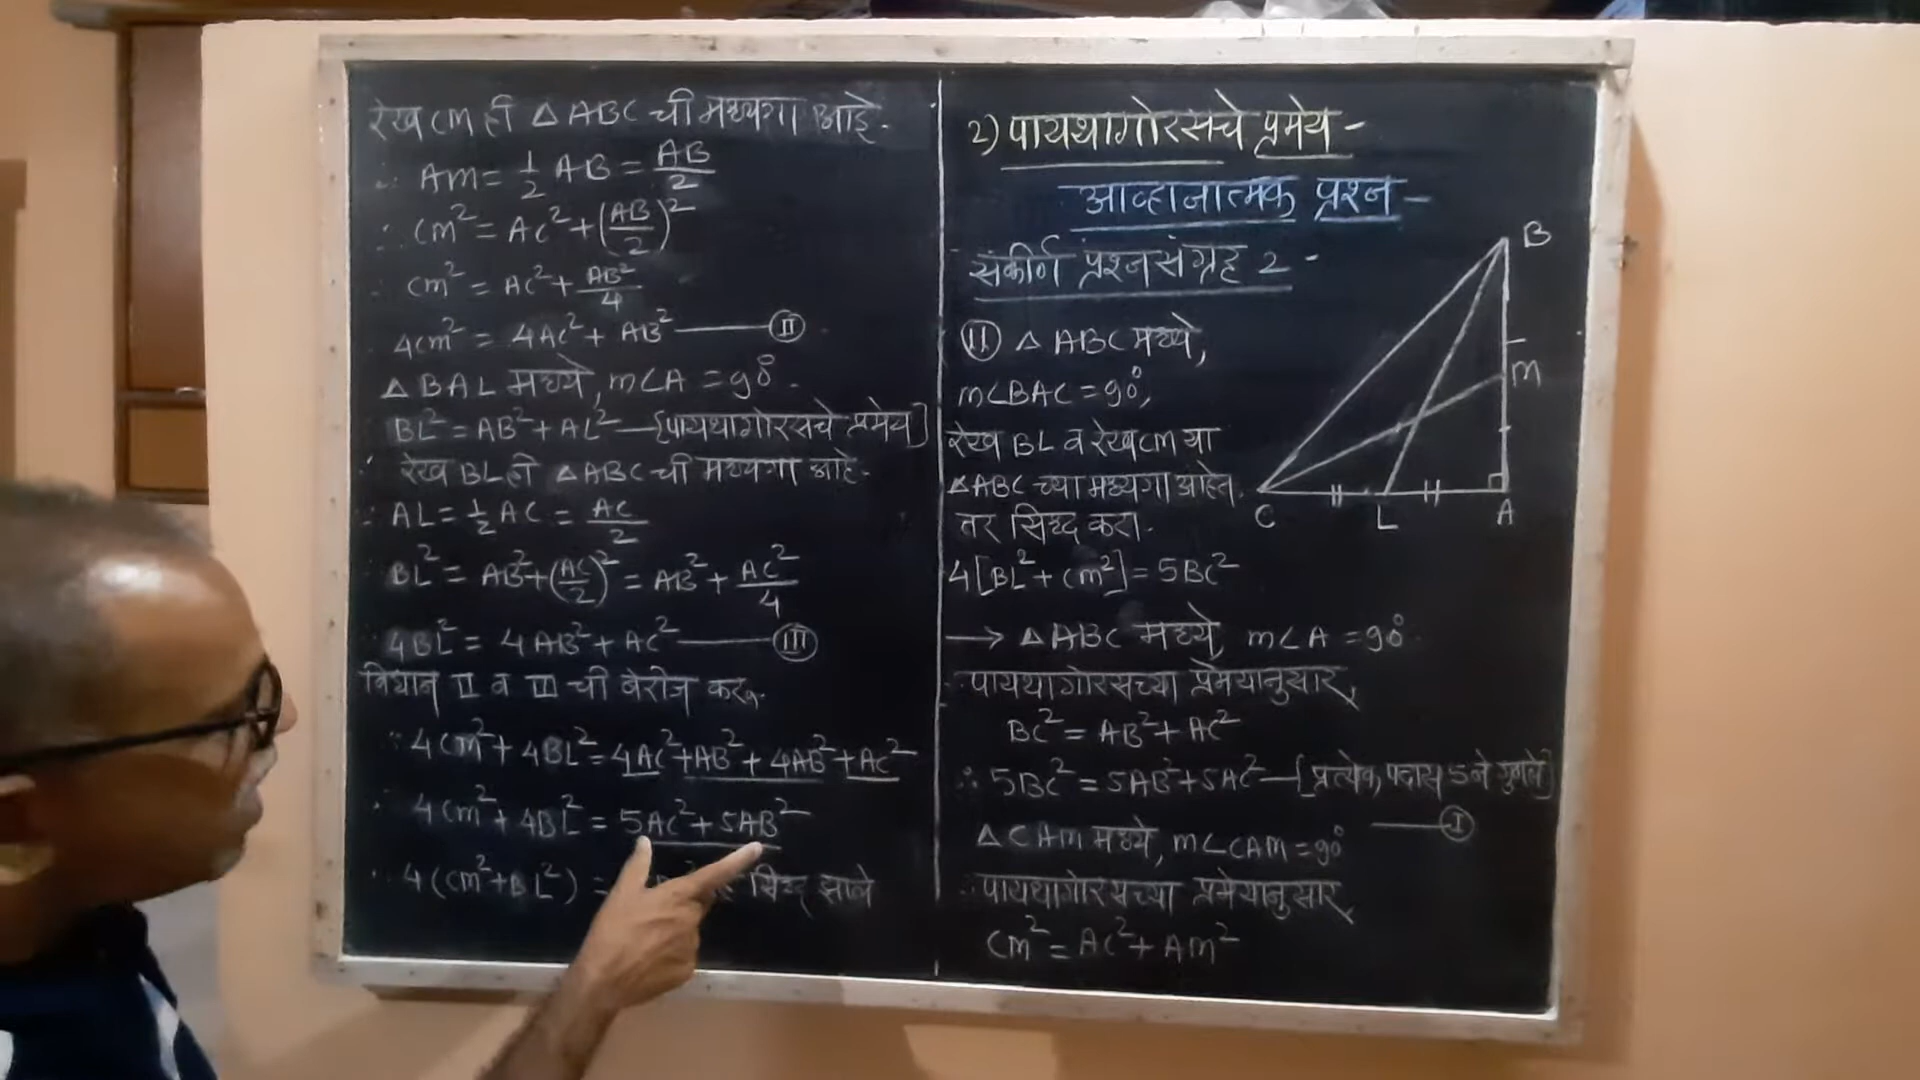 2) पायथागोरसचे प्रमेय -
आव्हानात्मक प्रश्न -
संकीर्ण प्रश्नसंग्रह 2 -
(11) △ ABC मध्ये,
m∠BAC = 90°,
रेख BL व रेख CM या
△ABC च्या मध्यगा आहेत.
तर सिध्द करा.
4[BL² + CM²] = 5BC²
B
M
C L A
→ △ABC मध्ये, m∠A = 90°
∴ पायथागोरसच्या प्रमेयानुसार,
BC² = AB² + AC²
∴ 5BC² = 5AB² + 5AC² — [प्रत्येक पदास 5 ने गुणले]
— (I)
△CAM मध्ये, m∠CAM = 90°
∴ पायथागोरसच्या प्रमेयानुसार,
CM² = AC² + AM²
रेख CM ही △ABC ची मध्यगा आहे.
∴ AM = 1/2 AB = AB/2
∴ CM² = AC² + (AB/2)²
∴ CM² = AC² + AB²/4
4CM² = 4AC² + AB² — (II)
△BAL मध्ये, m∠A = 90°.
BL² = AB² + AL² — [पायथागोरसचे प्रमेय]
∴ रेख BL ही △ABC ची मध्यगा आहे.
∴ AL = 1/2 AC = AC/2
BL² = AB² + (AC/2)² = AB² + AC²/4
∴ 4BL² = 4AB² + AC² — (III)
विधान II व III ची बेरीज करू.
∴ 4CM² + 4BL² = 4AC² + AB² + 4AB² + AC²
∴ 4CM² + 4BL² = 5AC² + 5AB²
∴ 4(CM² + BL²) = सिध्द झाले